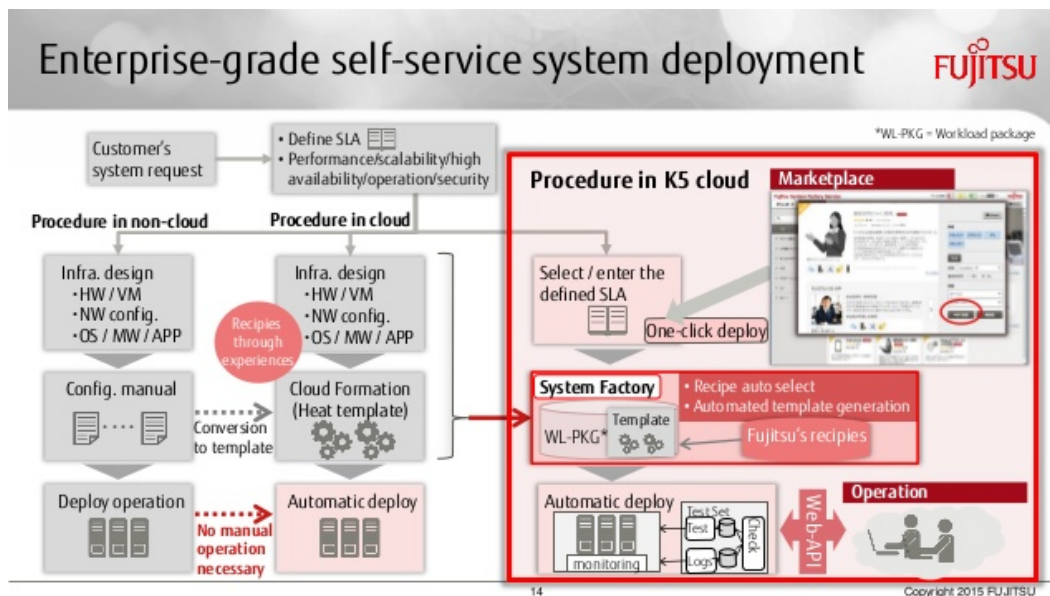 Enterprise-grade self-service system deployment
FUJITSU
*WL-PKG = Workload package
Customer's
system request
• Define SLA
• Performance/scalability/high
availability/operation/security
Procedure in non-cloud
Procedure in cloud
Infra. design
・HW / VM
・NW config.
・OS / MW / APP
Config. manual
Deploy operation
Recipies
through
experiences
Conversion
to template
No manual
operation
necessary
Infra. design
・HW / VM
・NW config.
・OS / MW / APP
Cloud Formation
(Heat template)
Automatic deploy
Procedure in K5 cloud
Marketplace
Select / enter the
defined SLA
One-click deploy
System Factory
• Recipe auto select
• Automated template generation
WL-PKG*
Template
Fujitsu's recipies
Automatic deploy
monitoring
Test Set
Test
Logs
Check
Web-API
Operation
14
Copyright 2015 FUJITSU